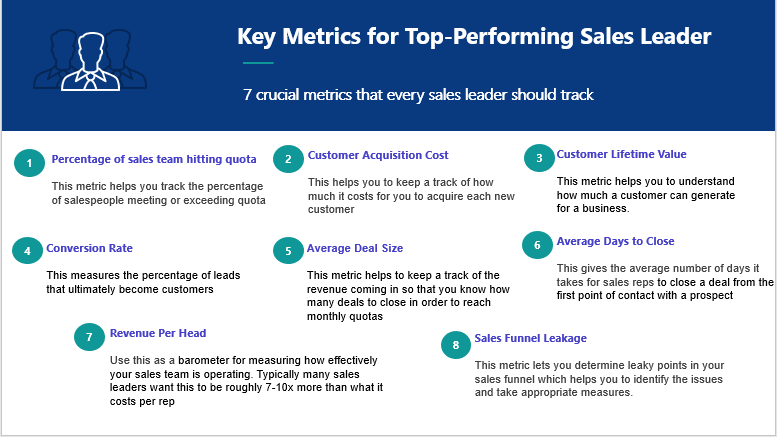 Key Metrics for Top-Performing Sales Leader
7 crucial metrics that every sales leader should track
1
Percentage of sales team hitting quota
This metric helps you track the percentage
of salespeople meeting or exceeding quota
2
Customer Acquisition Cost
This helps you to keep a track of how
much it costs for you to acquire each new
customer
3
Customer Lifetime Value
This metric helps you to understand
how much a customer can generate
for a business.
4
Conversion Rate
This measures the percentage of leads
that ultimately become customers
5
Average Deal Size
This metric helps to keep a track of the
revenue coming in so that you know how
many deals to close in order to reach
monthly quotas
6
Average Days to Close
This gives the average number of days it
takes for sales reps to close a deal from the
first point of contact with a prospect
7
Revenue Per Head
Use this as a barometer for measuring how effectively
your sales team is operating. Typically many sales
leaders want this to be roughly 7-10x more than what it
costs per rep
8
Sales Funnel Leakage
This metric lets you determine leaky points in your
sales funnel which helps you to identify the issues
and take appropriate measures.